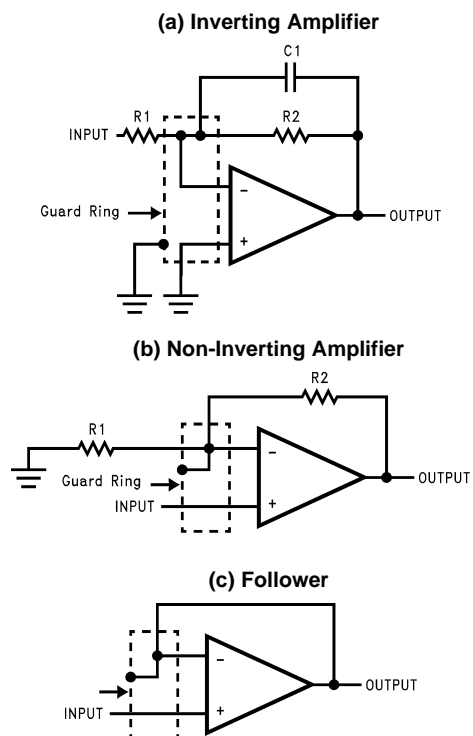 (a) Inverting Amplifier
C1
R1
R2
INPUT
−
Guard Ring
OUTPUT
+
(b) Non-Inverting Amplifier
R2
R1
−
Guard Ring
OUTPUT
INPUT
+
(c) Follower
−
OUTPUT
INPUT
+